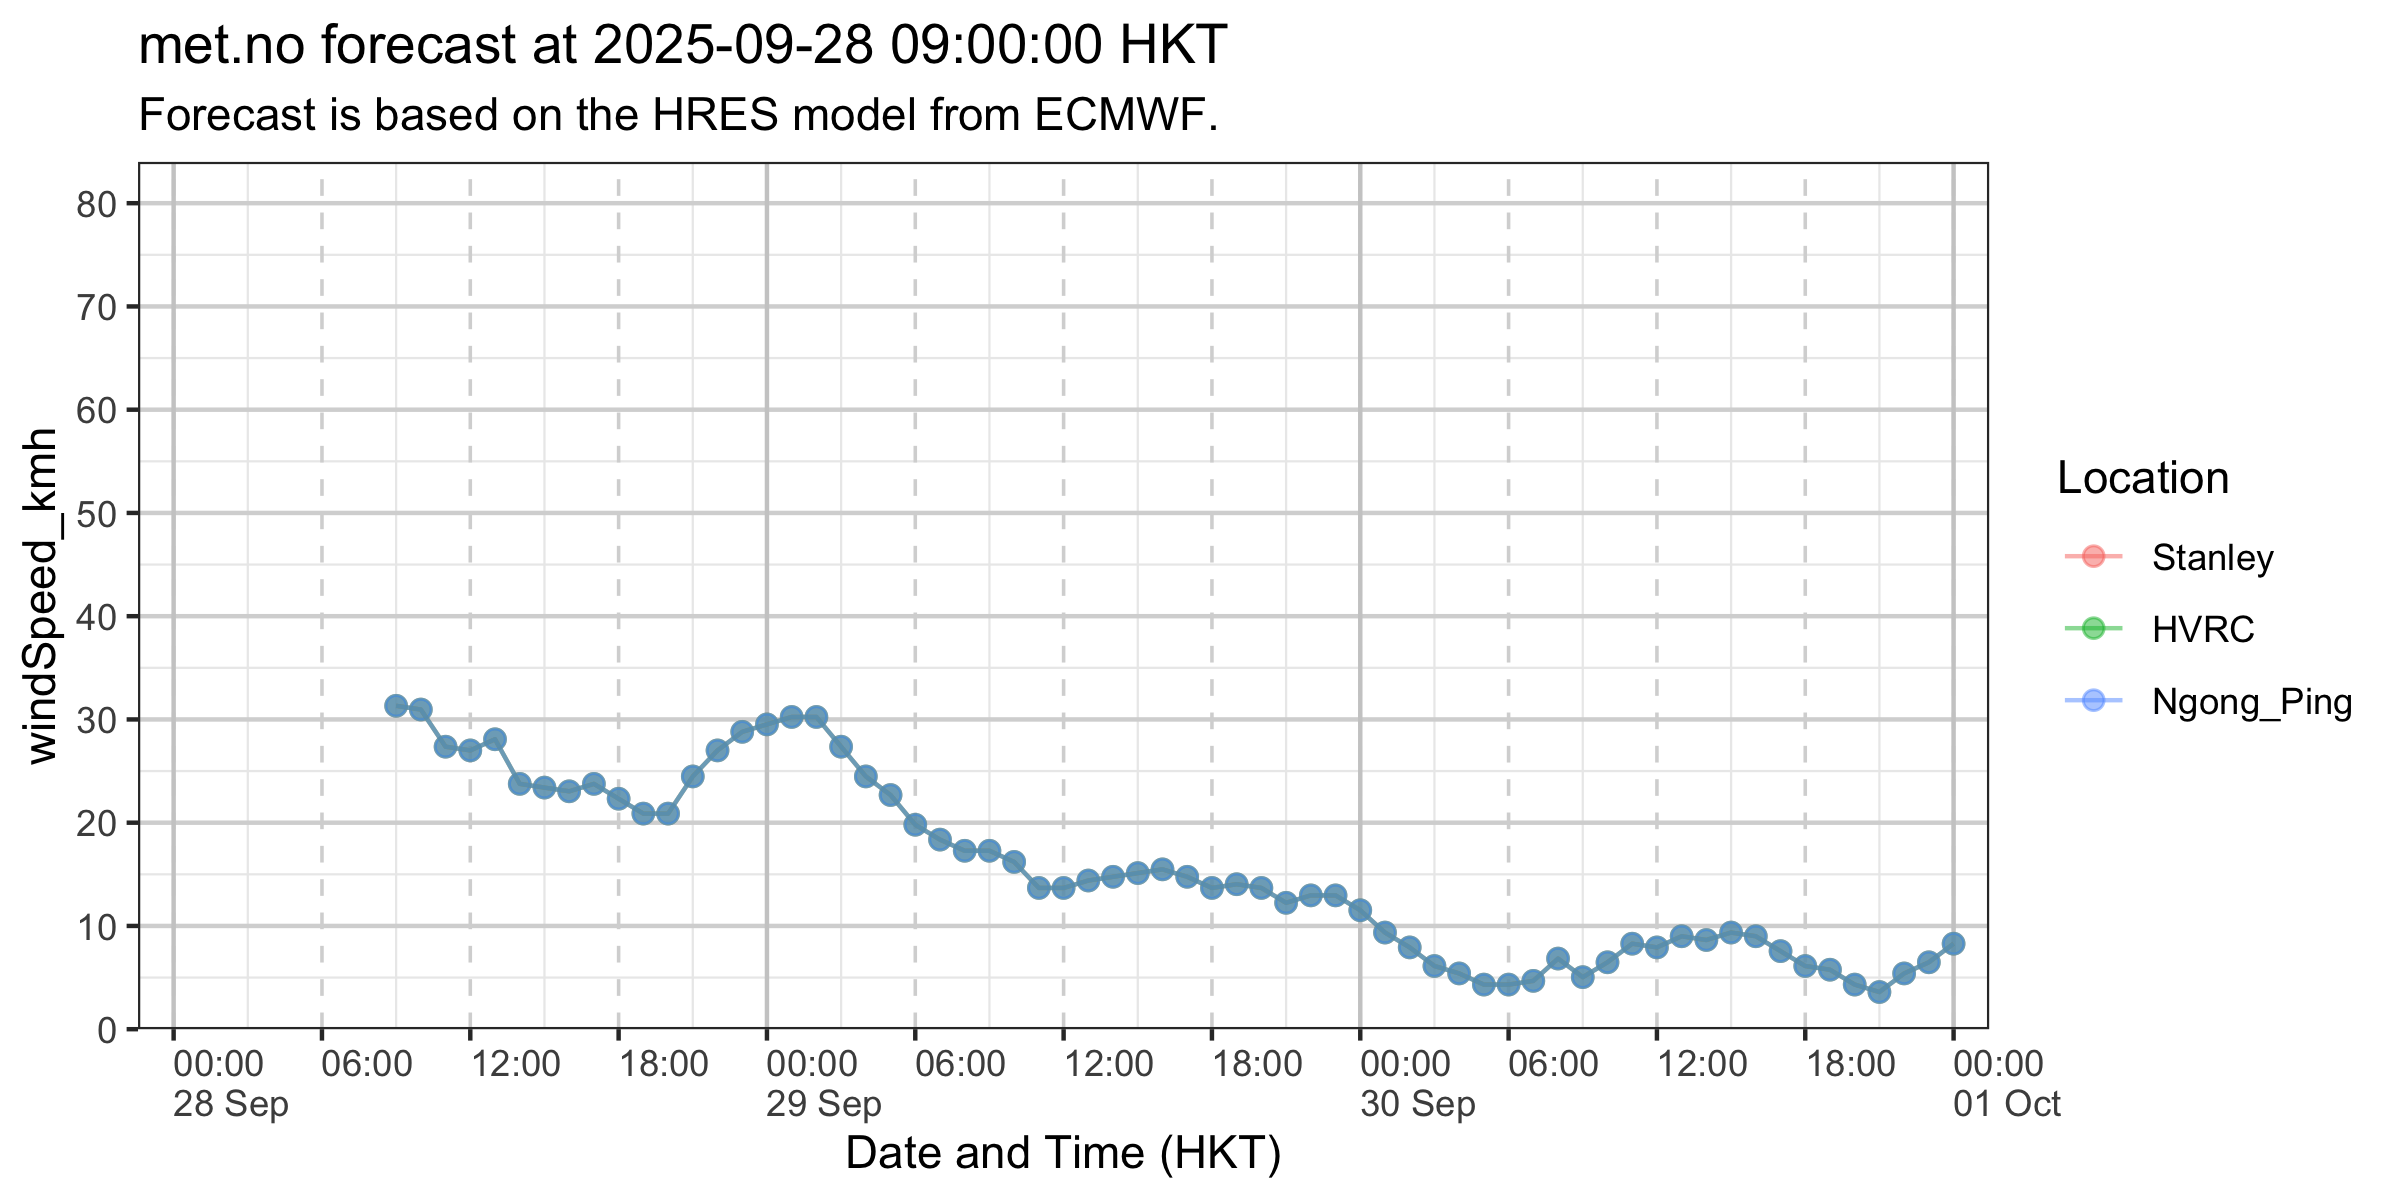 met.no forecast at 2025-09-28 09:00:00 HKT
Forecast is based on the HRES model from ECMWF.
windSpeed_kmh
80
70
60
50
40
30
20
10
0
00:00 06:00 12:00 18:00 00:00 06:00 12:00 18:00 00:00 06:00 12:00 18:00 00:00
28 Sep 29 Sep 30 Sep 01 Oct
Date and Time (HKT)
Location
Stanley
HVRC
Ngong_Ping